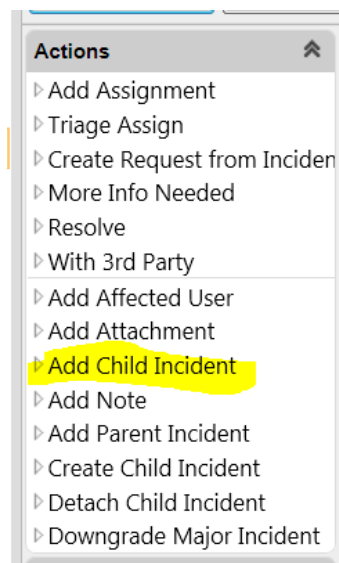 Actions
Add Assignment
Triage Assign
Create Request from Inciden
More Info Needed
Resolve
With 3rd Party
Add Affected User
Add Attachment
Add Child Incident
Add Note
Add Parent Incident
Create Child Incident
Detach Child Incident
Downgrade Major Incident